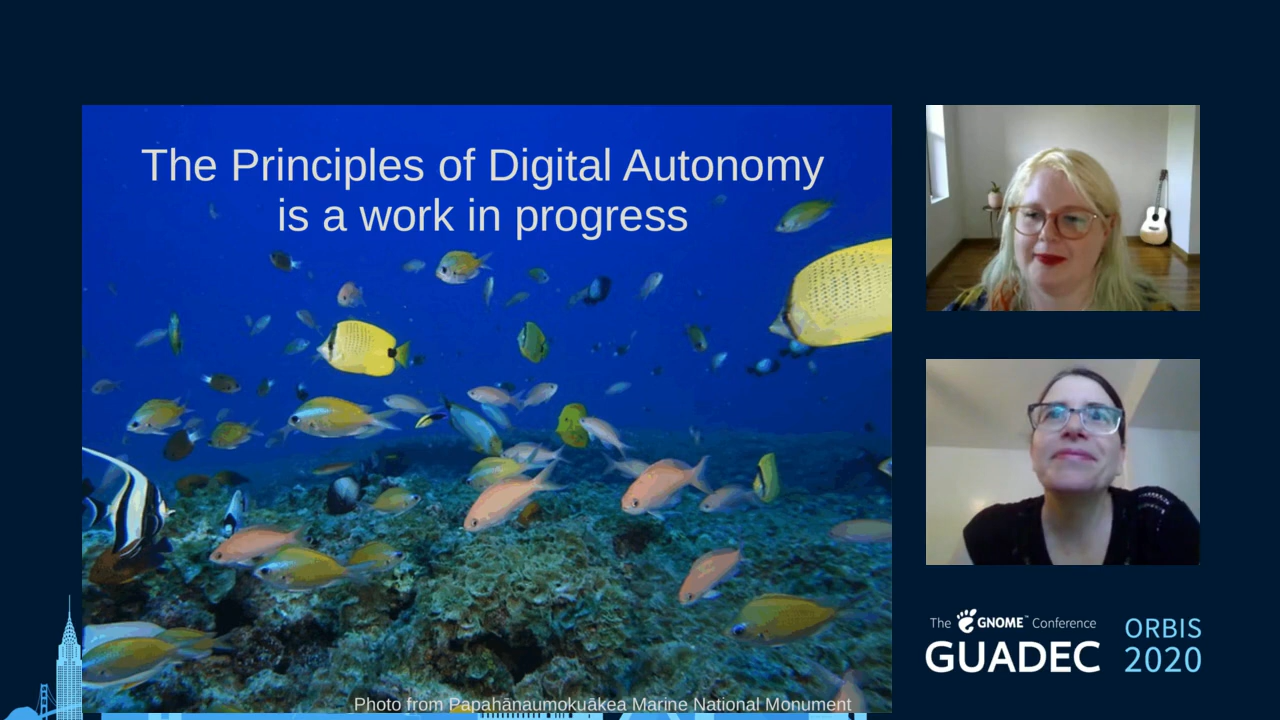 The Principles of Digital Autonomy
is a work in progress
Photo from Papahānaumokuākea Marine National Monument
The GNOME™ Conference
GUADEC
ORBIS
2020